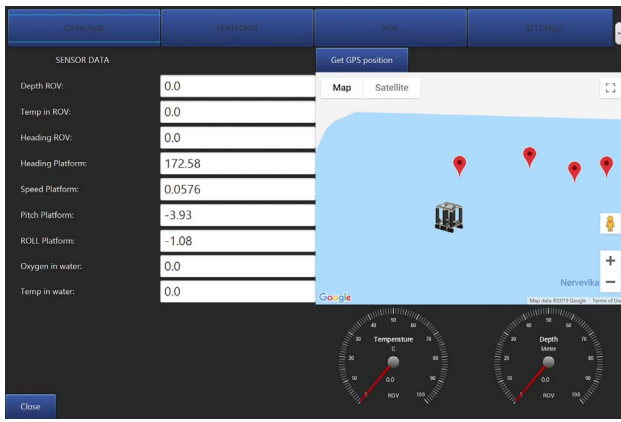 OVERVIEW PLATFORM ROV SETTINGS
SENSOR DATA
Get GPS position
Depth ROV: 0.0
Temp in ROV: 0.0
Heading ROV: 0.0
Heading Platform: 172.58
Speed Platform: 0.0576
Pitch Platform: -3.93
ROLL Platform: -1.08
Oxygen in water: 0.0
Temp in water: 0.0
Map Satellite
+
Nørvevika −
Google Map data ©2019 Google Terms of Us
40 50 60
30 Temperature 70
C
20 80
10 0.0 90
ROV 100
40 50 60
30 Depth 70
Meter
20 80
10 0.0 90
ROV 100
Close